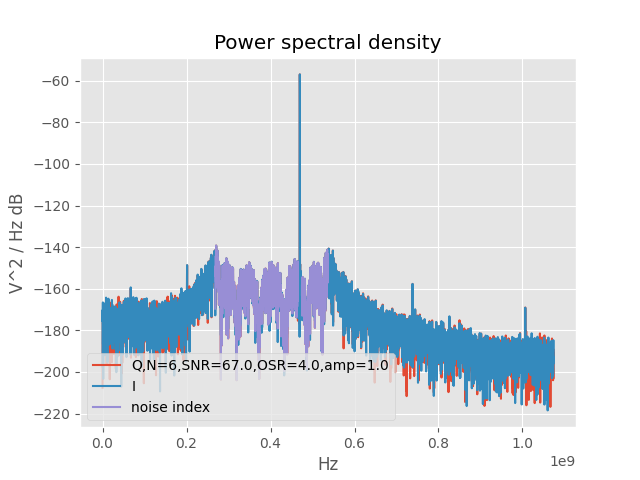 Power spectral density
V^2 / Hz dB
−60
−80
−100
−120
−140
−160
−180
−200
−220
Q,N=6,SNR=67.0,OSR=4.0,amp=1.0
I
noise index
0.0 0.2 0.4 0.6 0.8 1.0
1e9
Hz